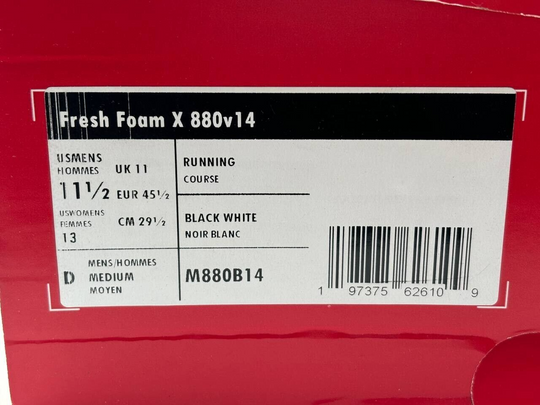 Fresh Foam X 880v14
USMENS
HOMMES
UK 11
11½
EUR 45½
USWOMENS
FEMMES
CM 29½
13
D
MENS/HOMMES
MEDIUM
MOYEN
RUNNING
COURSE
BLACK WHITE
NOIR BLANC
M880B14
1 97375 62610 9